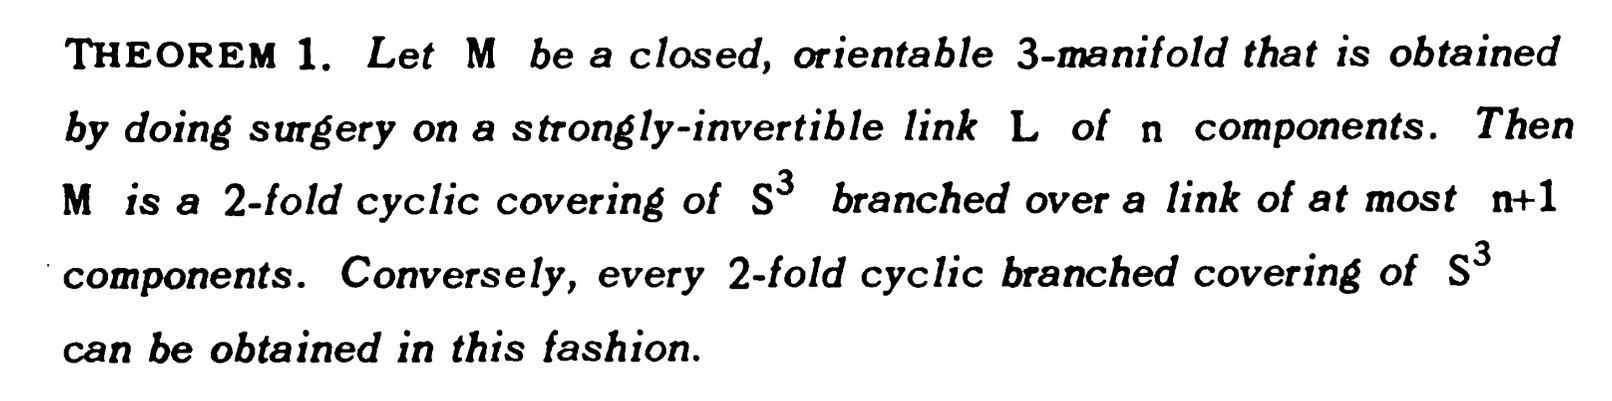 THEOREM 1. Let M be a closed, orientable 3-manifold that is obtained
by doing surgery on a strongly-invertible link L of n components. Then
M is a 2-fold cyclic covering of S³ branched over a link of at most n+1
components. Conversely, every 2-fold cyclic branched covering of S³
can be obtained in this fashion.